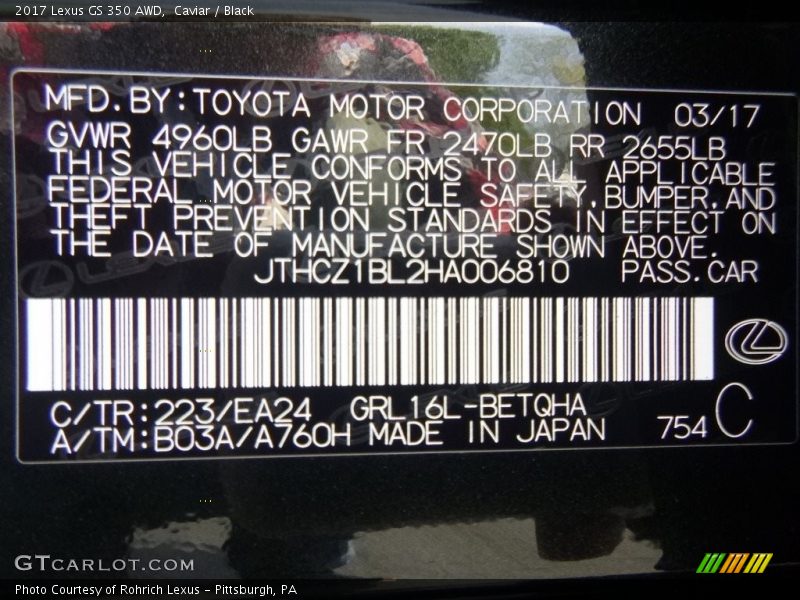 2017 Lexus GS 350 AWD, Caviar / Black
MFD.BY:TOYOTA MOTOR CORPORATION 03/17
GVWR 4960LB GAWR FR 2470LB RR 2655LB
THIS VEHICLE CONFORMS TO ALL APPLICABLE
FEDERAL MOTOR VEHICLE SAFETY,BUMPER,AND
THEFT PREVENTION STANDARDS IN EFFECT ON
THE DATE OF MANUFACTURE SHOWN ABOVE.
JTHCZ1BL2HA006810 PASS.CAR
C/TR:223/EA24 GRL16L-BETQHA
A/TM:B03A/A760H MADE IN JAPAN 754 C
GTCARLOT.COM
Photo Courtesy of Rohrich Lexus - Pittsburgh, PA